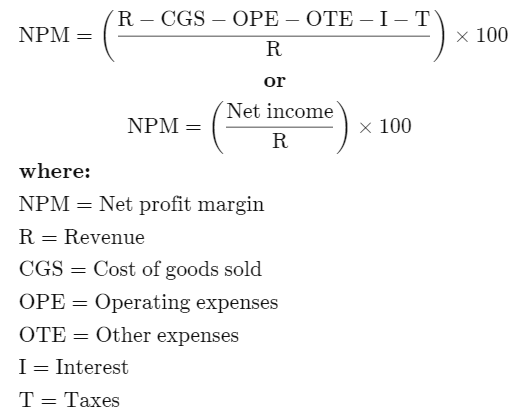 NPM = ( R − CGS − OPE − OTE − I − T / R ) × 100
or
NPM = ( Net income / R ) × 100
where:
NPM = Net profit margin
R = Revenue
CGS = Cost of goods sold
OPE = Operating expenses
OTE = Other expenses
I = Interest
T = Taxes